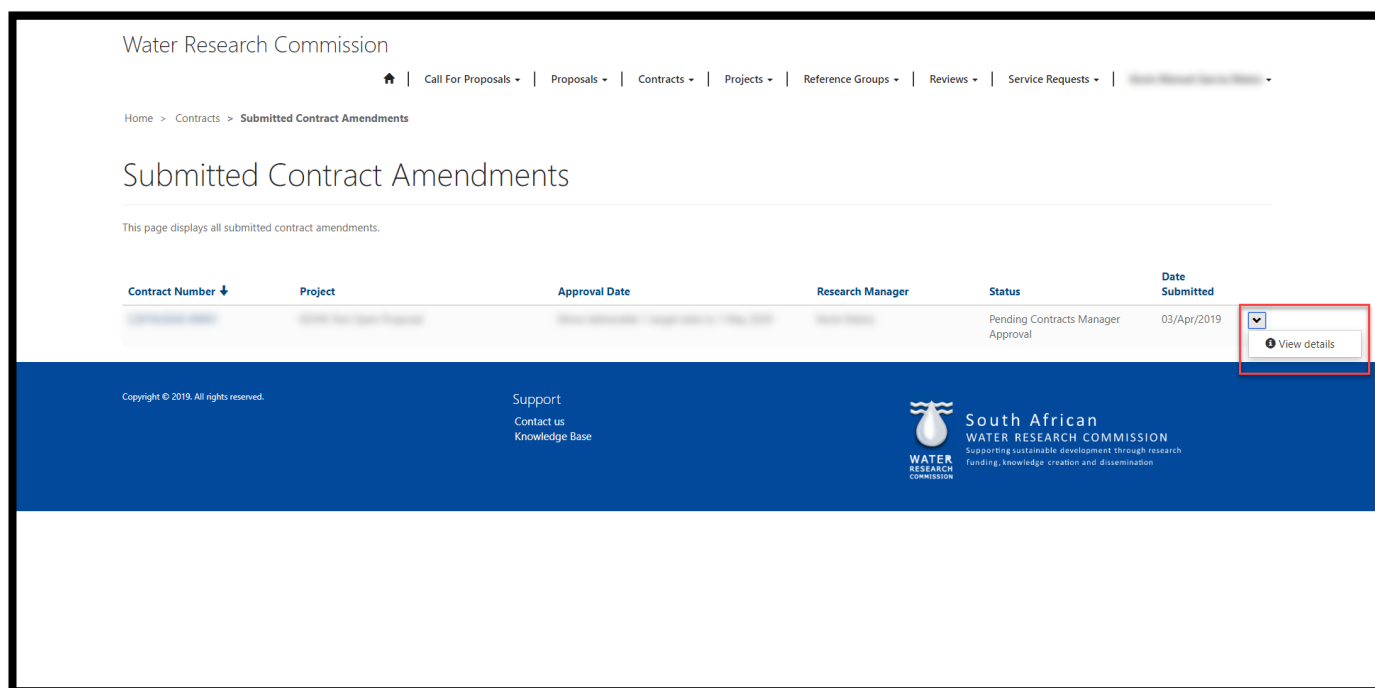 Water Research Commission
Call For Proposals | Proposals | Contracts | Projects | Reference Groups | Reviews | Service Requests |
Home > Contracts > Submitted Contract Amendments
Submitted Contract Amendments
This page displays all submitted contract amendments.
Contract Number Project Approval Date Research Manager Status Date Submitted
Pending Contracts Manager 03/Apr/2019
Approval
View details
Copyright © 2019. All rights reserved.
Support
Contact us
Knowledge Base
WATER
RESEARCH
COMMISSION
South African
WATER RESEARCH COMMISSION
Supporting sustainable development through research
funding, knowledge creation and dissemination